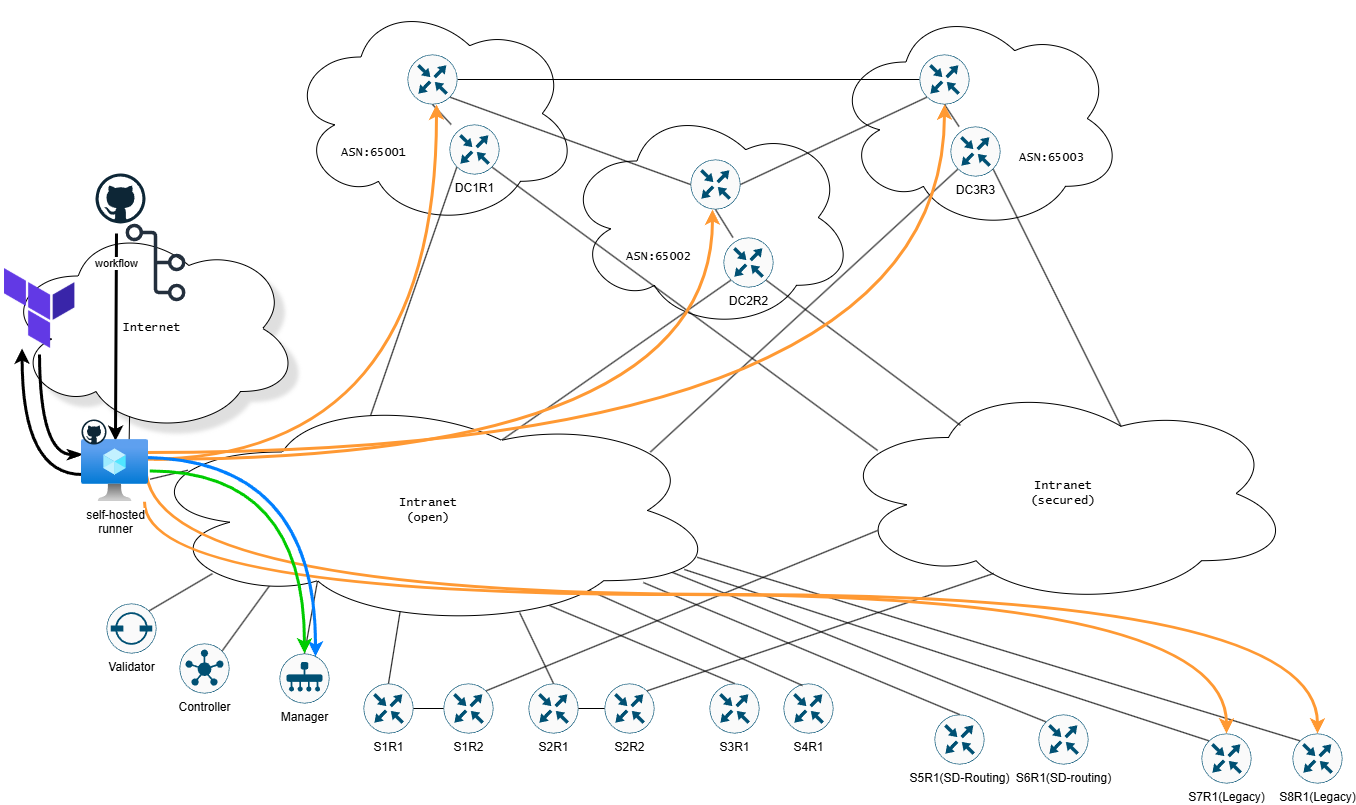 ASN:65001
DC1R1
ASN:65003
DC3R3
ASN:65002
DC2R2
workflow
Internet
self-hosted
runner
Intranet
(open)
Intranet
(secured)
Validator
Controller
Manager
S1R1
S1R2
S2R1
S2R2
S3R1
S4R1
S5R1(SD-Routing)
S6R1(SD-routing)
S7R1(Legacy)
S8R1(Legacy)